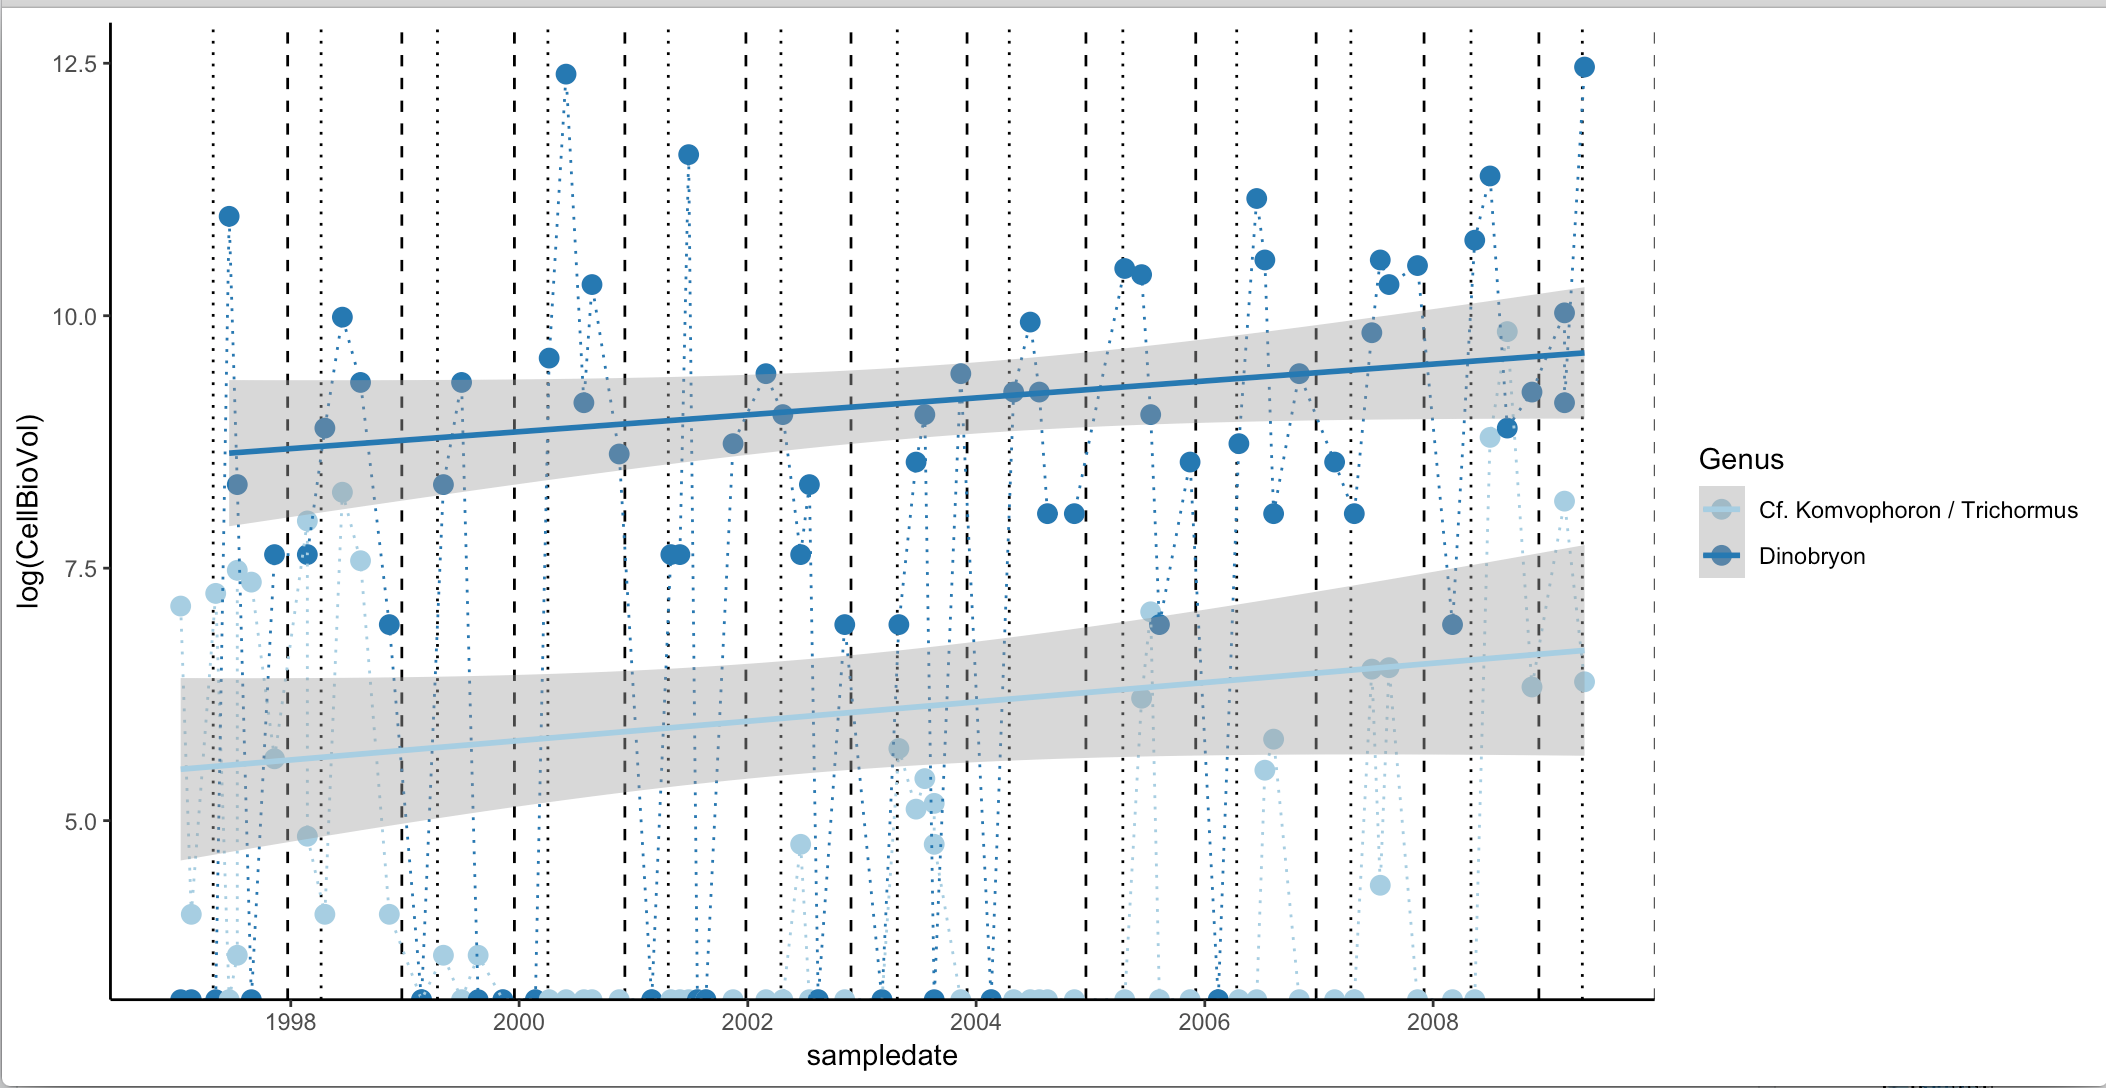 12.5
10.0
7.5
5.0
log(CellBioVol)
1998 2000 2002 2004 2006 2008
sampledate
Genus
Cf. Komvophoron / Trichormus
Dinobryon